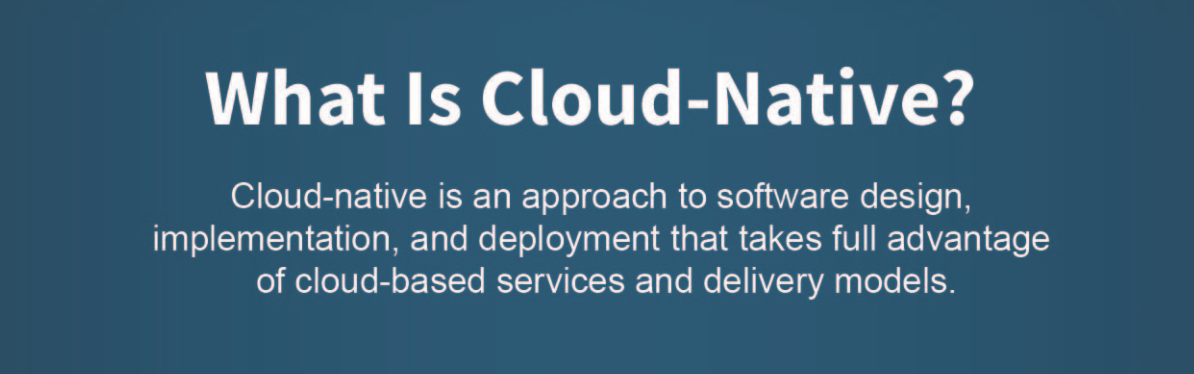 What Is Cloud-Native?
Cloud-native is an approach to software design,
implementation, and deployment that takes full advantage
of cloud-based services and delivery models.